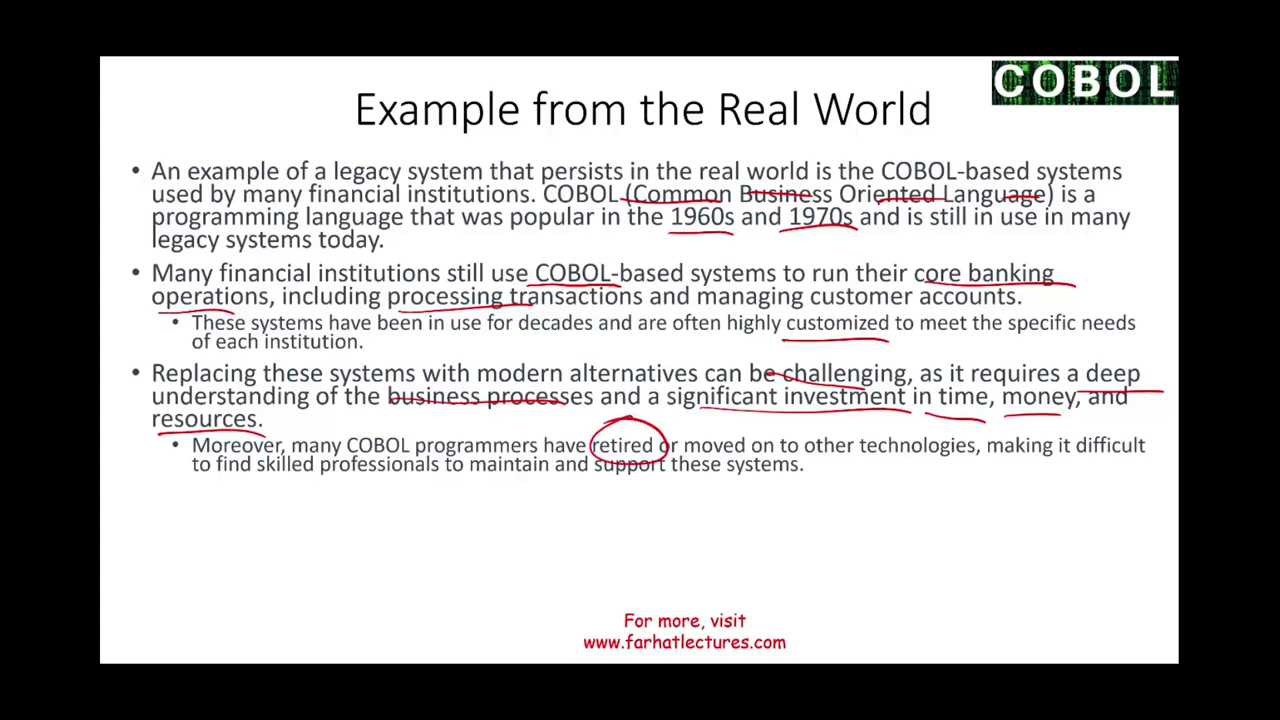 COBOL
Example from the Real World
• An example of a legacy system that persists in the real world is the COBOL-based systems
used by many financial institutions. COBOL (Common Business Oriented Language) is a
programming language that was popular in the 1960s and 1970s and is still in use in many
legacy systems today.
• Many financial institutions still use COBOL-based systems to run their core banking
operations, including processing transactions and managing customer accounts.
• These systems have been in use for decades and are often highly customized to meet the specific needs
of each institution.
• Replacing these systems with modern alternatives can be challenging, as it requires a deep
understanding of the business processes and a significant investment in time, money, and
resources.
• Moreover, many COBOL programmers have retired or moved on to other technologies, making it difficult
to find skilled professionals to maintain and support these systems.
For more, visit
www.farhatlectures.com